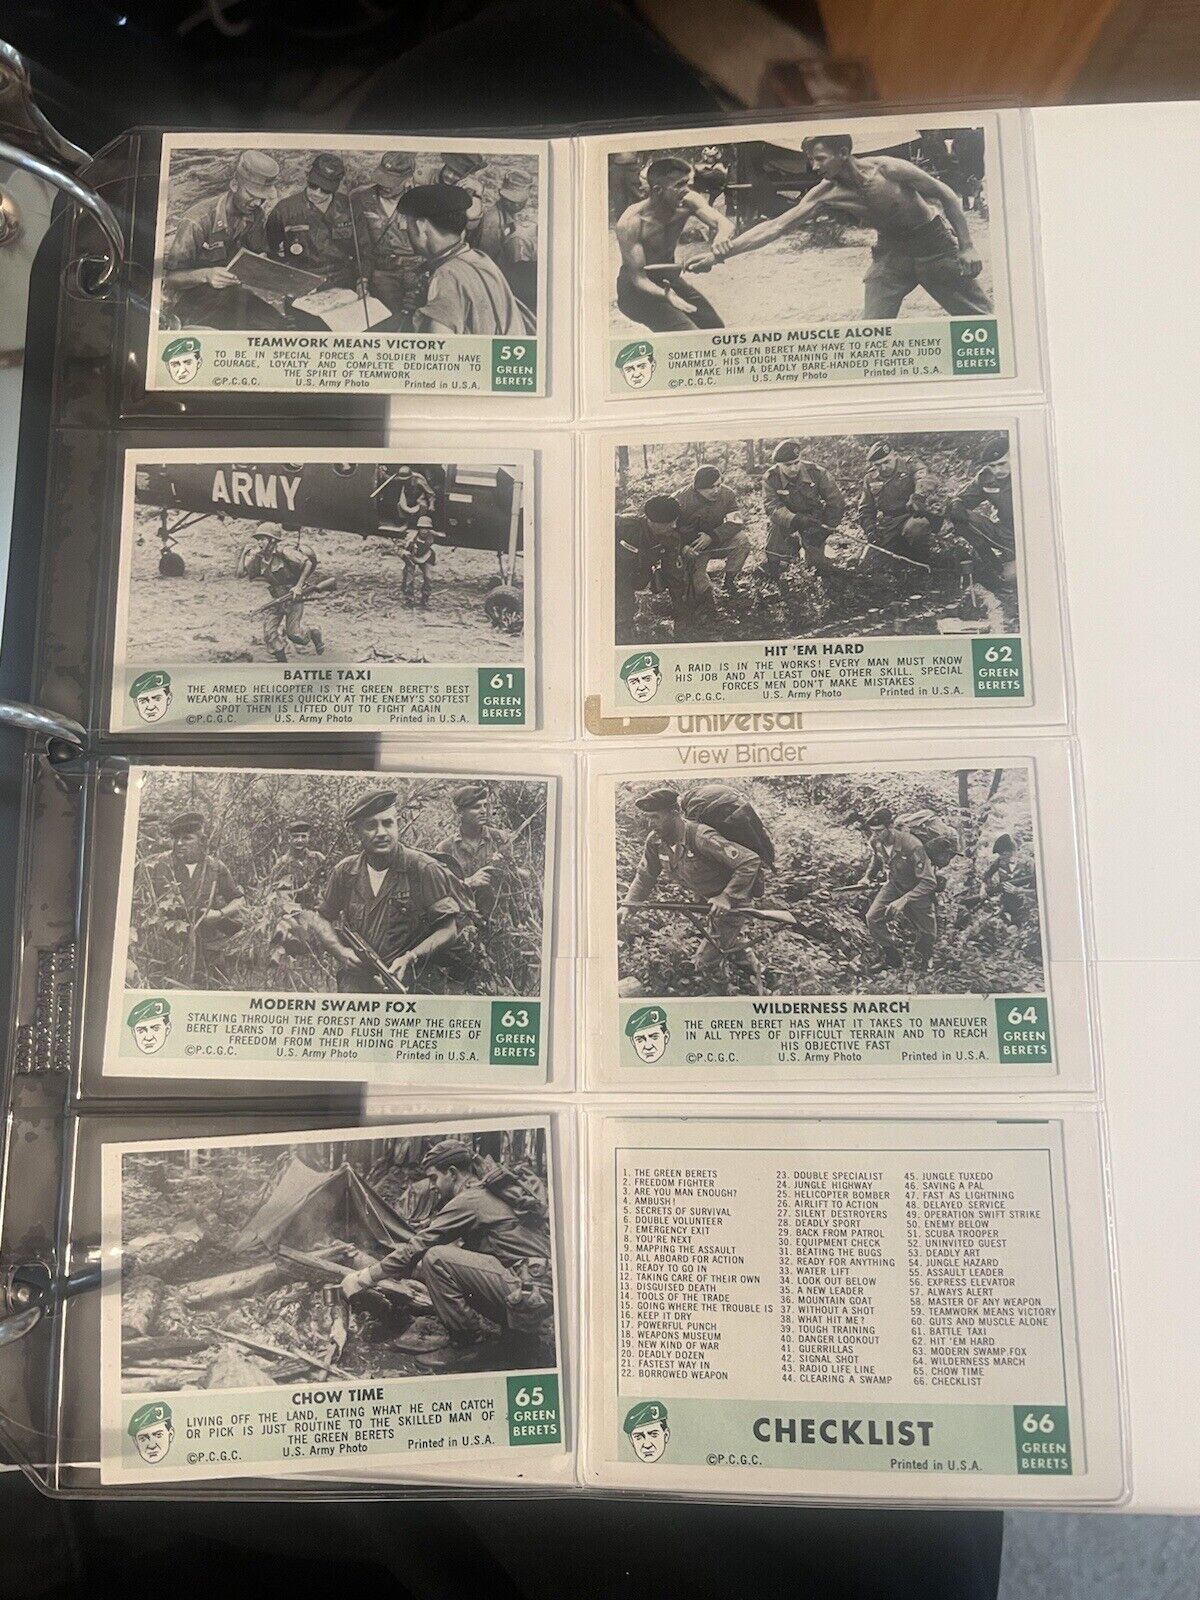 TEAMWORK MEANS VICTORY
TO BE IN SPECIAL FORCES A SOLDIER MUST HAVE
COURAGE, LOYALTY AND COMPLETE DEDICATION TO
THE SPIRIT OF TEAMWORK
©P.C.G.C. U.S. Army Photo Printed in U.S.A.
59
GREEN
BERETS
GUTS AND MUSCLE ALONE
SOMETIME A GREEN BERET MAY HAVE TO FACE AN ENEMY
UNARMED. HIS TOUGH TRAINING IN KARATE AND JUDO
MAKE HIM A DEADLY BARE-HANDED FIGHTER
©P.C.G.C. U.S. Army Photo Printed in U.S.A.
60
GREEN
BERETS
ARMY
BATTLE TAXI
THE ARMED HELICOPTER IS THE GREEN BERET'S BEST
WEAPON. HE STRIKES QUICKLY AT THE ENEMY'S SOFTEST
SPOT THEN IS LIFTED OUT TO FIGHT AGAIN
©P.C.G.C. U.S. Army Photo Printed in U.S.A.
61
GREEN
BERETS
HIT 'EM HARD
A RAID IS IN THE WORKS! EVERY MAN MUST KNOW
HIS JOB AND AT LEAST ONE OTHER SKILL. SPECIAL
FORCES MEN DON'T MAKE MISTAKES
©P.C.G.C. U.S. Army Photo Printed in U.S.A.
62
GREEN
BERETS
universal
View Binder
MODERN SWAMP FOX
STALKING THROUGH THE FOREST AND SWAMP THE GREEN
BERET LEARNS TO FIND AND FLUSH THE ENEMIES OF
FREEDOM FROM THEIR HIDING PLACES
©P.C.G.C. U.S. Army Photo Printed in U.S.A.
63
GREEN
BERETS
WILDERNESS MARCH
THE GREEN BERET HAS WHAT IT TAKES TO MANEUVER
IN ALL TYPES OF DIFFICULT TERRAIN AND TO REACH
HIS OBJECTIVE FAST
©P.C.G.C. U.S. Army Photo Printed in U.S.A.
64
GREEN
BERETS
CHOW TIME
LIVING OFF THE LAND, EATING WHAT HE CAN CATCH
OR PICK IS JUST ROUTINE TO THE SKILLED MAN OF
THE GREEN BERETS
©P.C.G.C. U.S. Army Photo Printed in U.S.A.
65
GREEN
BERETS
1. THE GREEN BERETS
2. FREEDOM FIGHTER
3. ARE YOU MAN ENOUGH?
4. AMBUSH!
5. SECRETS OF SURVIVAL
6. DOUBLE VOLUNTEER
7. EMERGENCY EXIT
8. YOU'RE NEXT
9. MAPPING THE ASSAULT
10. ALL ABOARD FOR ACTION
11. READY TO GO IN
12. TAKING CARE OF THEIR OWN
13. DISGUISED DEATH
14. TOOLS OF THE TRADE
15. GOING WHERE THE TROUBLE IS
16. KEEP IT DRY
17. POWERFUL PUNCH
18. WEAPONS MUSEUM
19. NEW KIND OF WAR
20. DEADLY DOZEN
21. FASTEST WAY IN
22. BORROWED WEAPON
23. DOUBLE SPECIALIST
24. JUNGLE HIGHWAY
25. HELICOPTER BOMBER
26. AIRLIFT TO ACTION
27. SILENT DESTROYERS
28. DEADLY SPORT
29. BACK FROM PATROL
30. EQUIPMENT CHECK
31. BEATING THE BUGS
32. READY FOR ANYTHING
33. WATER LIFT
34. LOOK OUT BELOW
35. A NEW LEADER
36. MOUNTAIN GOAT
37. WITHOUT A SHOT
38. WHAT HIT ME?
39. TOUGH TRAINING
40. DANGER LOOKOUT
41. GUERRILLAS
42. SIGNAL SHOT
43. RADIO LIFE LINE
44. CLEARING A SWAMP
45. JUNGLE TUXEDO
46. SAVING A PAL
47. FAST AS LIGHTNING
48. DELAYED SERVICE
49. OPERATION SWIFT STRIKE
50. ENEMY BELOW
51. SCUBA TROOPER
52. UNINVITED GUEST
53. DEADLY ART
54. JUNGLE HAZARD
55. ASSAULT LEADER
56. EXPRESS ELEVATOR
57. ALWAYS ALERT
58. MASTER OF ANY WEAPON
59. TEAMWORK MEANS VICTORY
60. GUTS AND MUSCLE ALONE
61. BATTLE TAXI
62. HIT 'EM HARD
63. MODERN SWAMP FOX
64. WILDERNESS MARCH
65. CHOW TIME
66. CHECKLIST
CHECKLIST
©P.C.G.C. Printed in U.S.A.
66
GREEN
BERETS